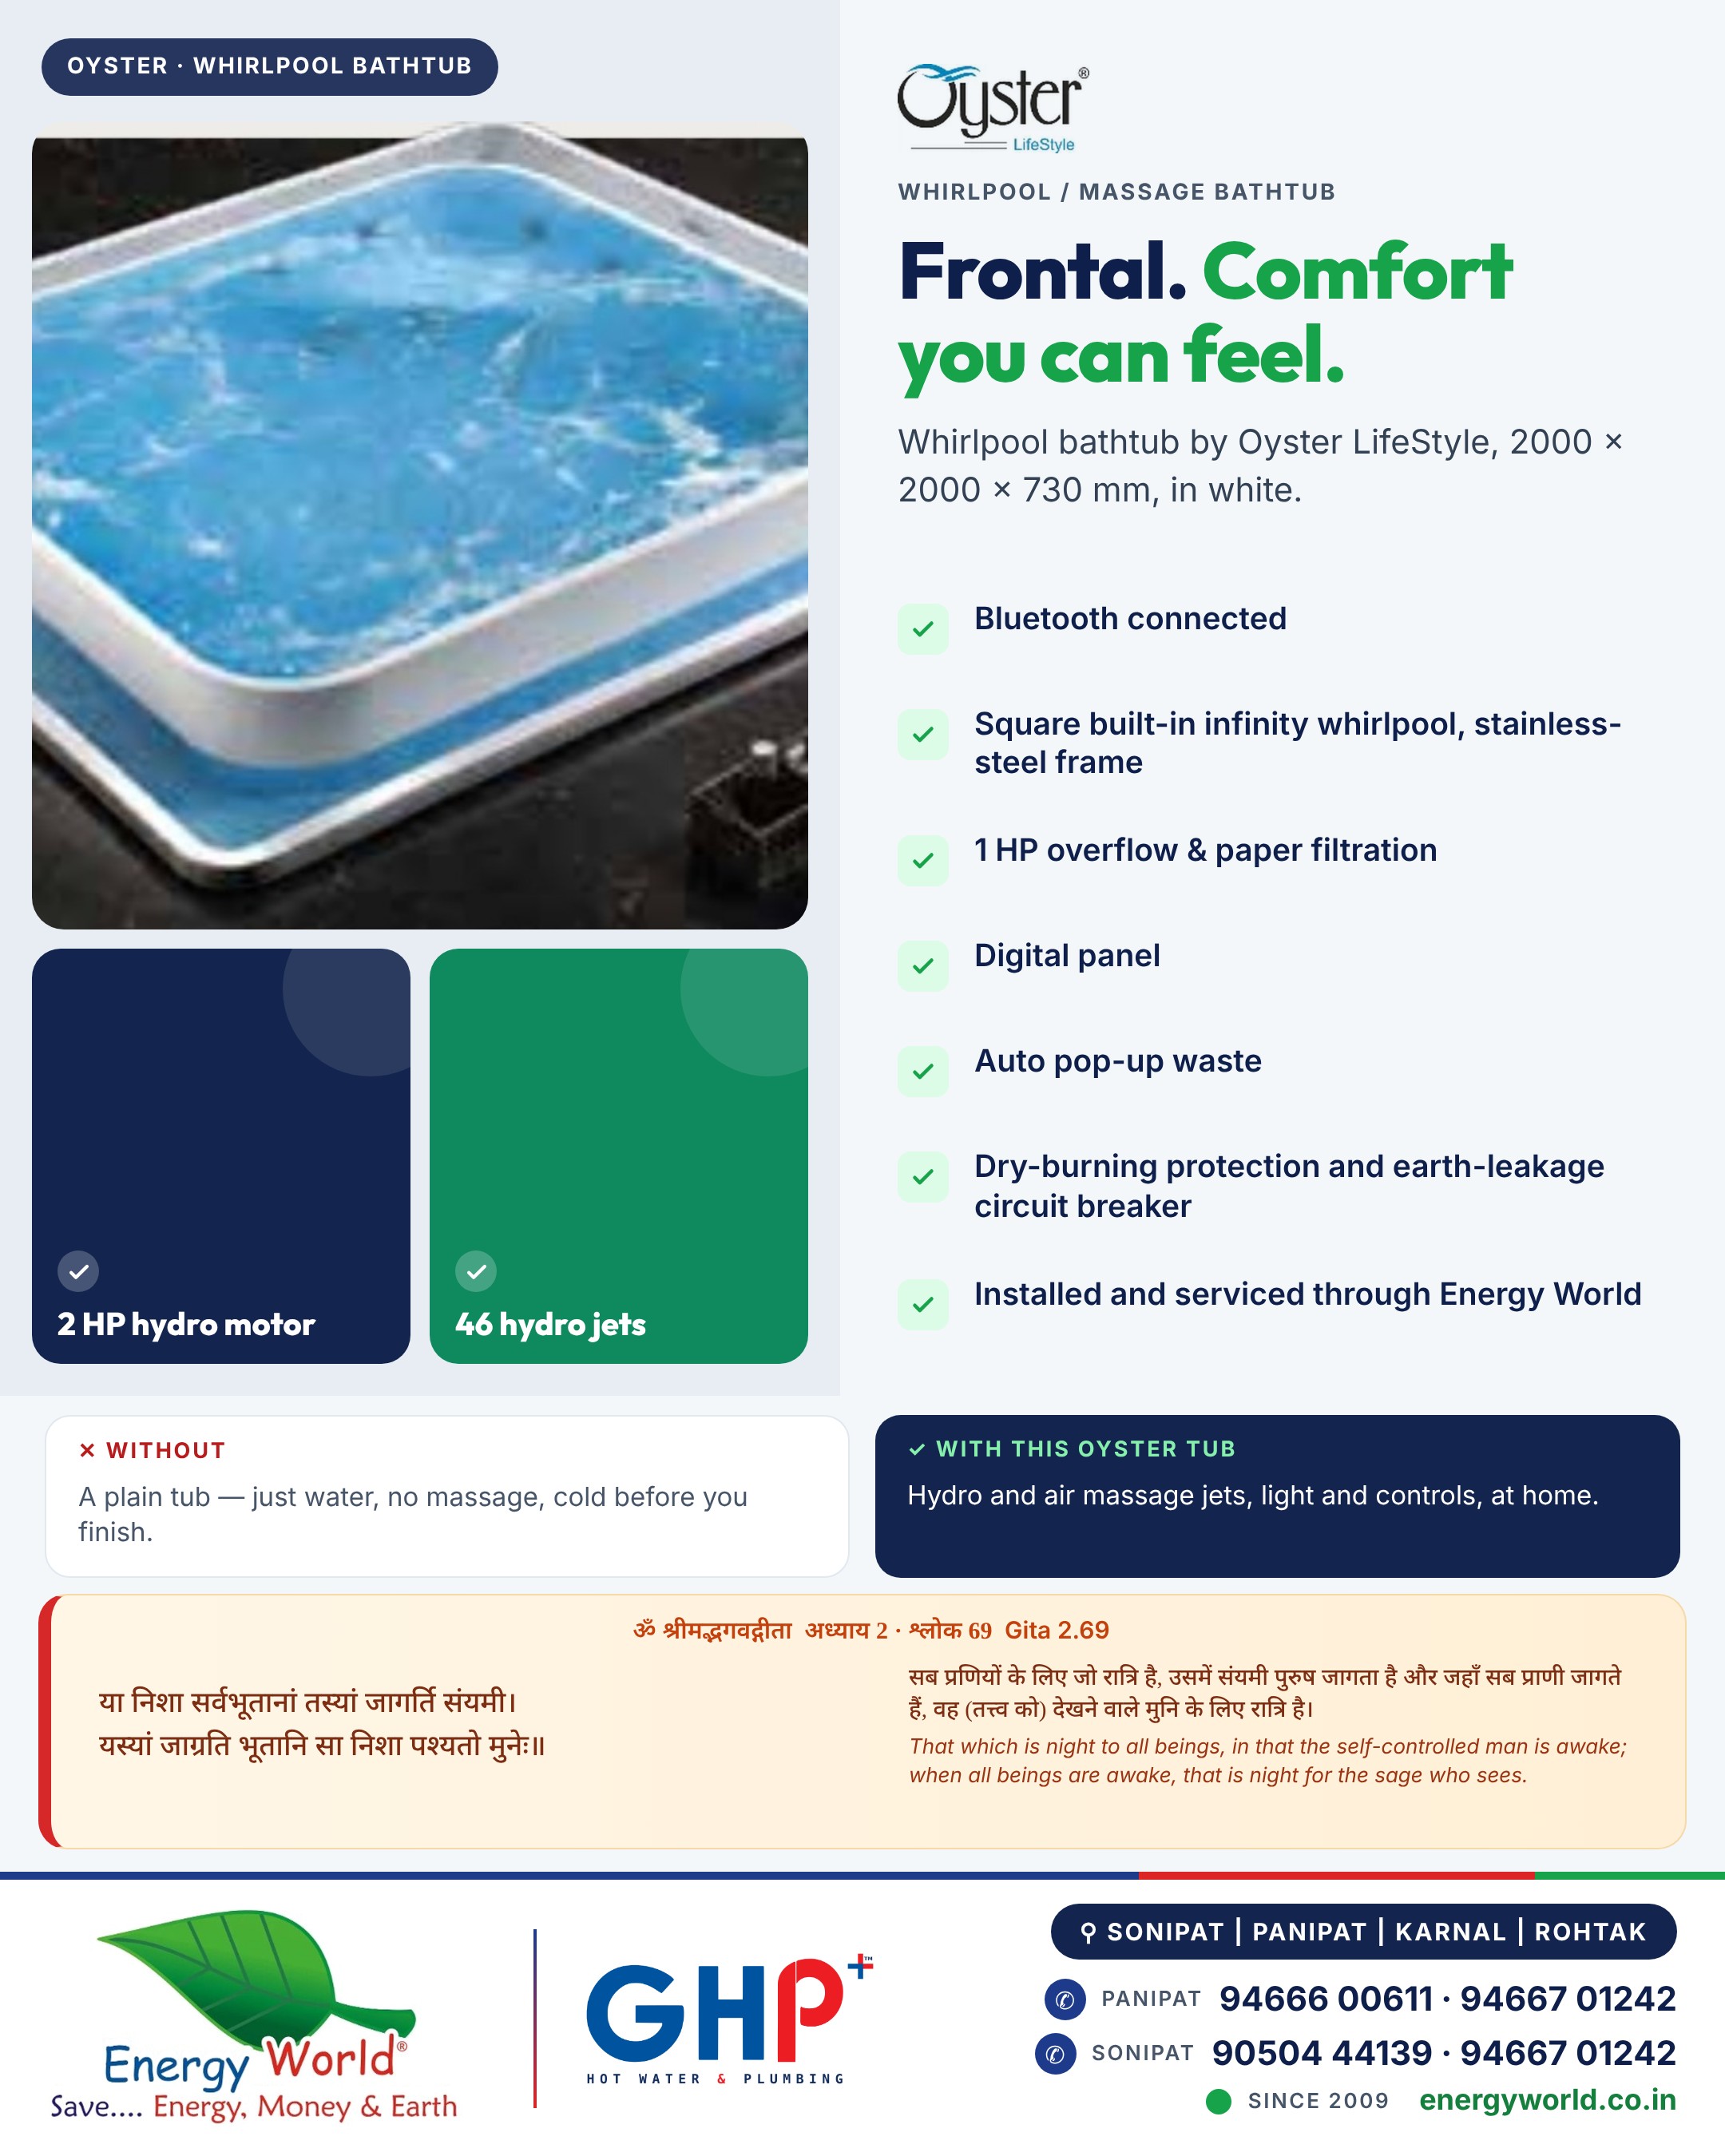 OYSTER · WHIRLPOOL BATHTUB
Oyster®
LifeStyle
WHIRLPOOL / MASSAGE BATHTUB
Frontal. Comfort
you can feel.
Whirlpool bathtub by Oyster LifeStyle, 2000 ×
2000 × 730 mm, in white.
Bluetooth connected
Square built-in infinity whirlpool, stainless-
steel frame
1 HP overflow & paper filtration
Digital panel
Auto pop-up waste
Dry-burning protection and earth-leakage
circuit breaker
Installed and serviced through Energy World
2 HP hydro motor
46 hydro jets
✕ WITHOUT
A plain tub — just water, no massage, cold before you
finish.
✓ WITH THIS OYSTER TUB
Hydro and air massage jets, light and controls, at home.
ॐ श्रीमद्भगवद्गीता अध्याय 2 · श्लोक 69 Gita 2.69
या निशा सर्वभूतानां तस्यां जागर्ति संयमी।
यस्यां जाग्रति भूतानि सा निशा पश्यतो मुनेः॥
सब प्रणियों के लिए जो रात्रि है, उसमें संयमी पुरुष जागता है और जहाँ सब प्राणी जागते
हैं, वह (तत्त्व को) देखने वाले मुनि के लिए रात्रि है।
That which is night to all beings, in that the self-controlled man is awake;
when all beings are awake, that is night for the sage who sees.
Energy World®
Save.... Energy, Money & Earth
GHP+™
HOT WATER & PLUMBING
SONIPAT | PANIPAT | KARNAL | ROHTAK
PANIPAT 94666 00611 · 94667 01242
SONIPAT 90504 44139 · 94667 01242
SINCE 2009 energyworld.co.in